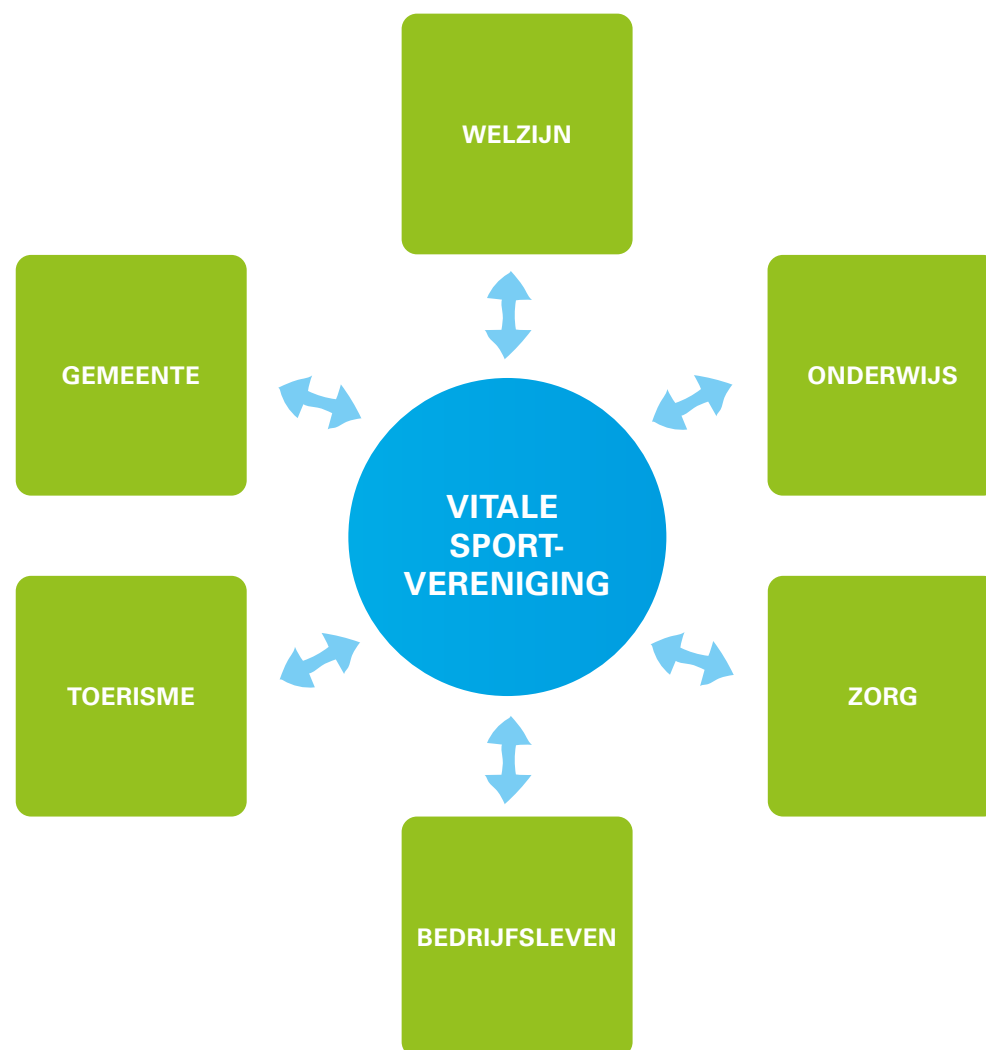 WELZIJN
GEMEENTE
ONDERWIJS
VITALE
SPORT-
VERENIGING
TOERISME
ZORG
BEDRIJFSLEVEN